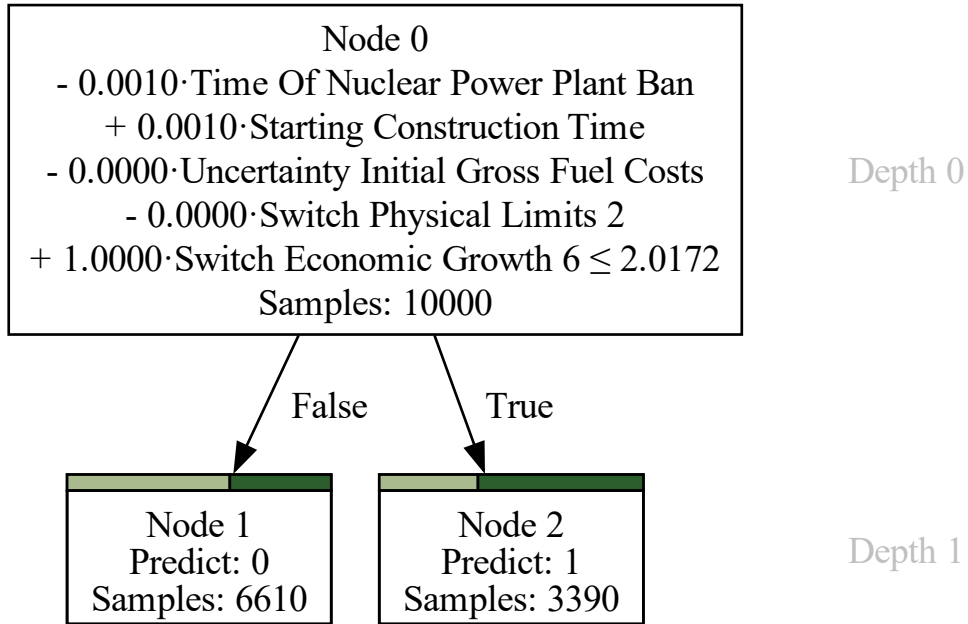 Node 0
- 0.0010·Time Of Nuclear Power Plant Ban
+ 0.0010·Starting Construction Time
- 0.0000·Uncertainty Initial Gross Fuel Costs
- 0.0000·Switch Physical Limits 2
+ 1.0000·Switch Economic Growth 6 ≤ 2.0172
Samples: 10000
Depth 0
False
True
Node 1
Predict: 0
Samples: 6610
Node 2
Predict: 1
Samples: 3390
Depth 1